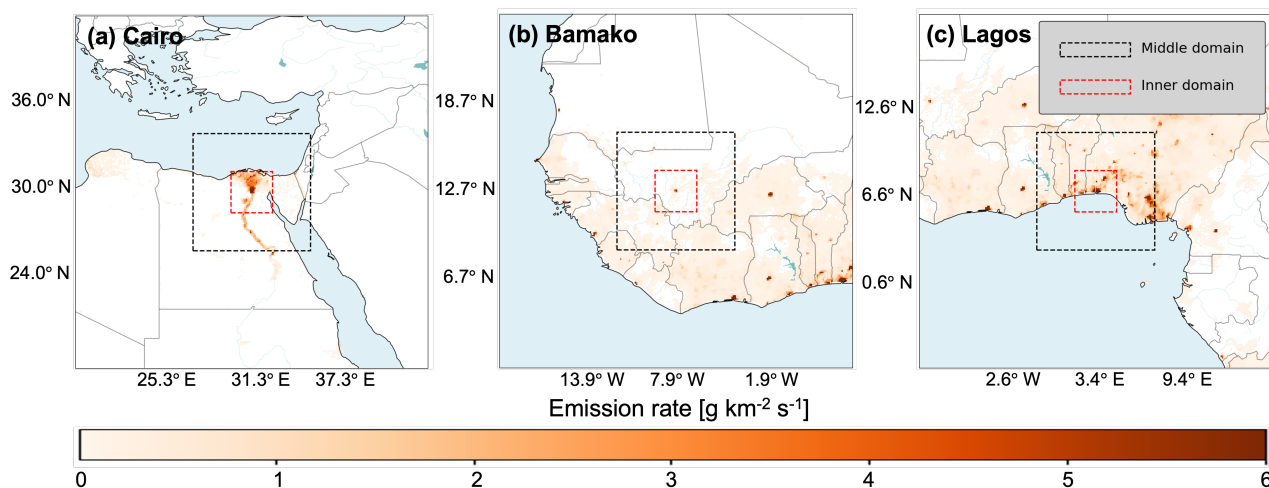 (a) Cairo
36.0° N
30.0° N
24.0° N
25.3° E 31.3° E 37.3° E
(b) Bamako
18.7° N
12.7° N
6.7° N
13.9° W 7.9° W 1.9° W
(c) Lagos
Middle domain
Inner domain
12.6° N
6.6° N
0.6° N
2.6° W 3.4° E 9.4° E
Emission rate [g km⁻² s⁻¹]
0 1 2 3 4 5 6